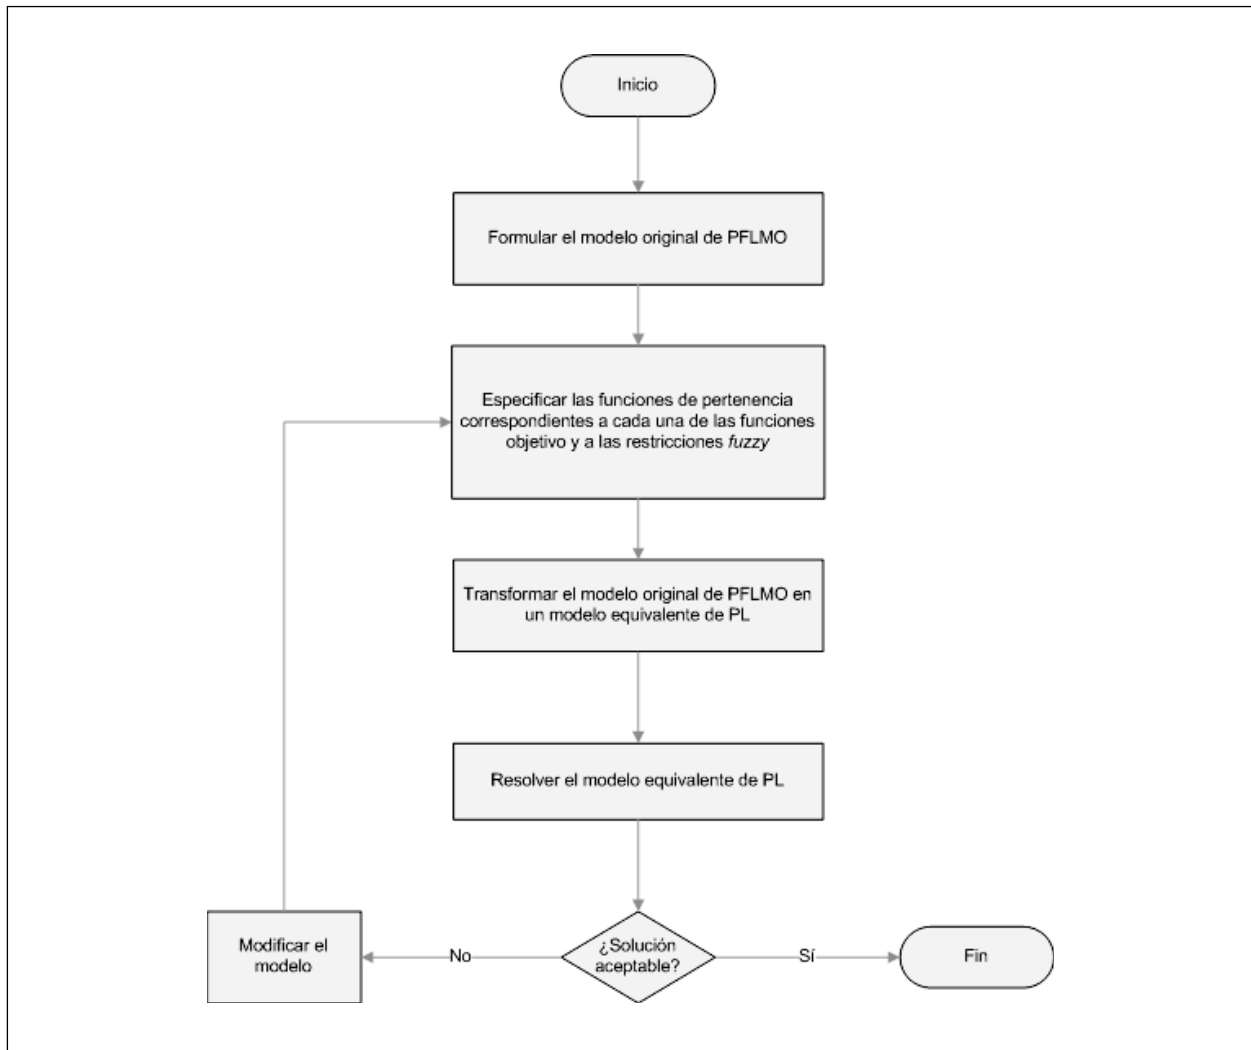 Inicio
Formular el modelo original de PFLMO
Especificar las funciones de pertenencia
correspondientes a cada una de las funciones
objetivo y a las restricciones fuzzy
Transformar el modelo original de PFLMO en
un modelo equivalente de PL
Resolver el modelo equivalente de PL
¿Solución
aceptable?
No
Sí
Modificar el
modelo
Fin